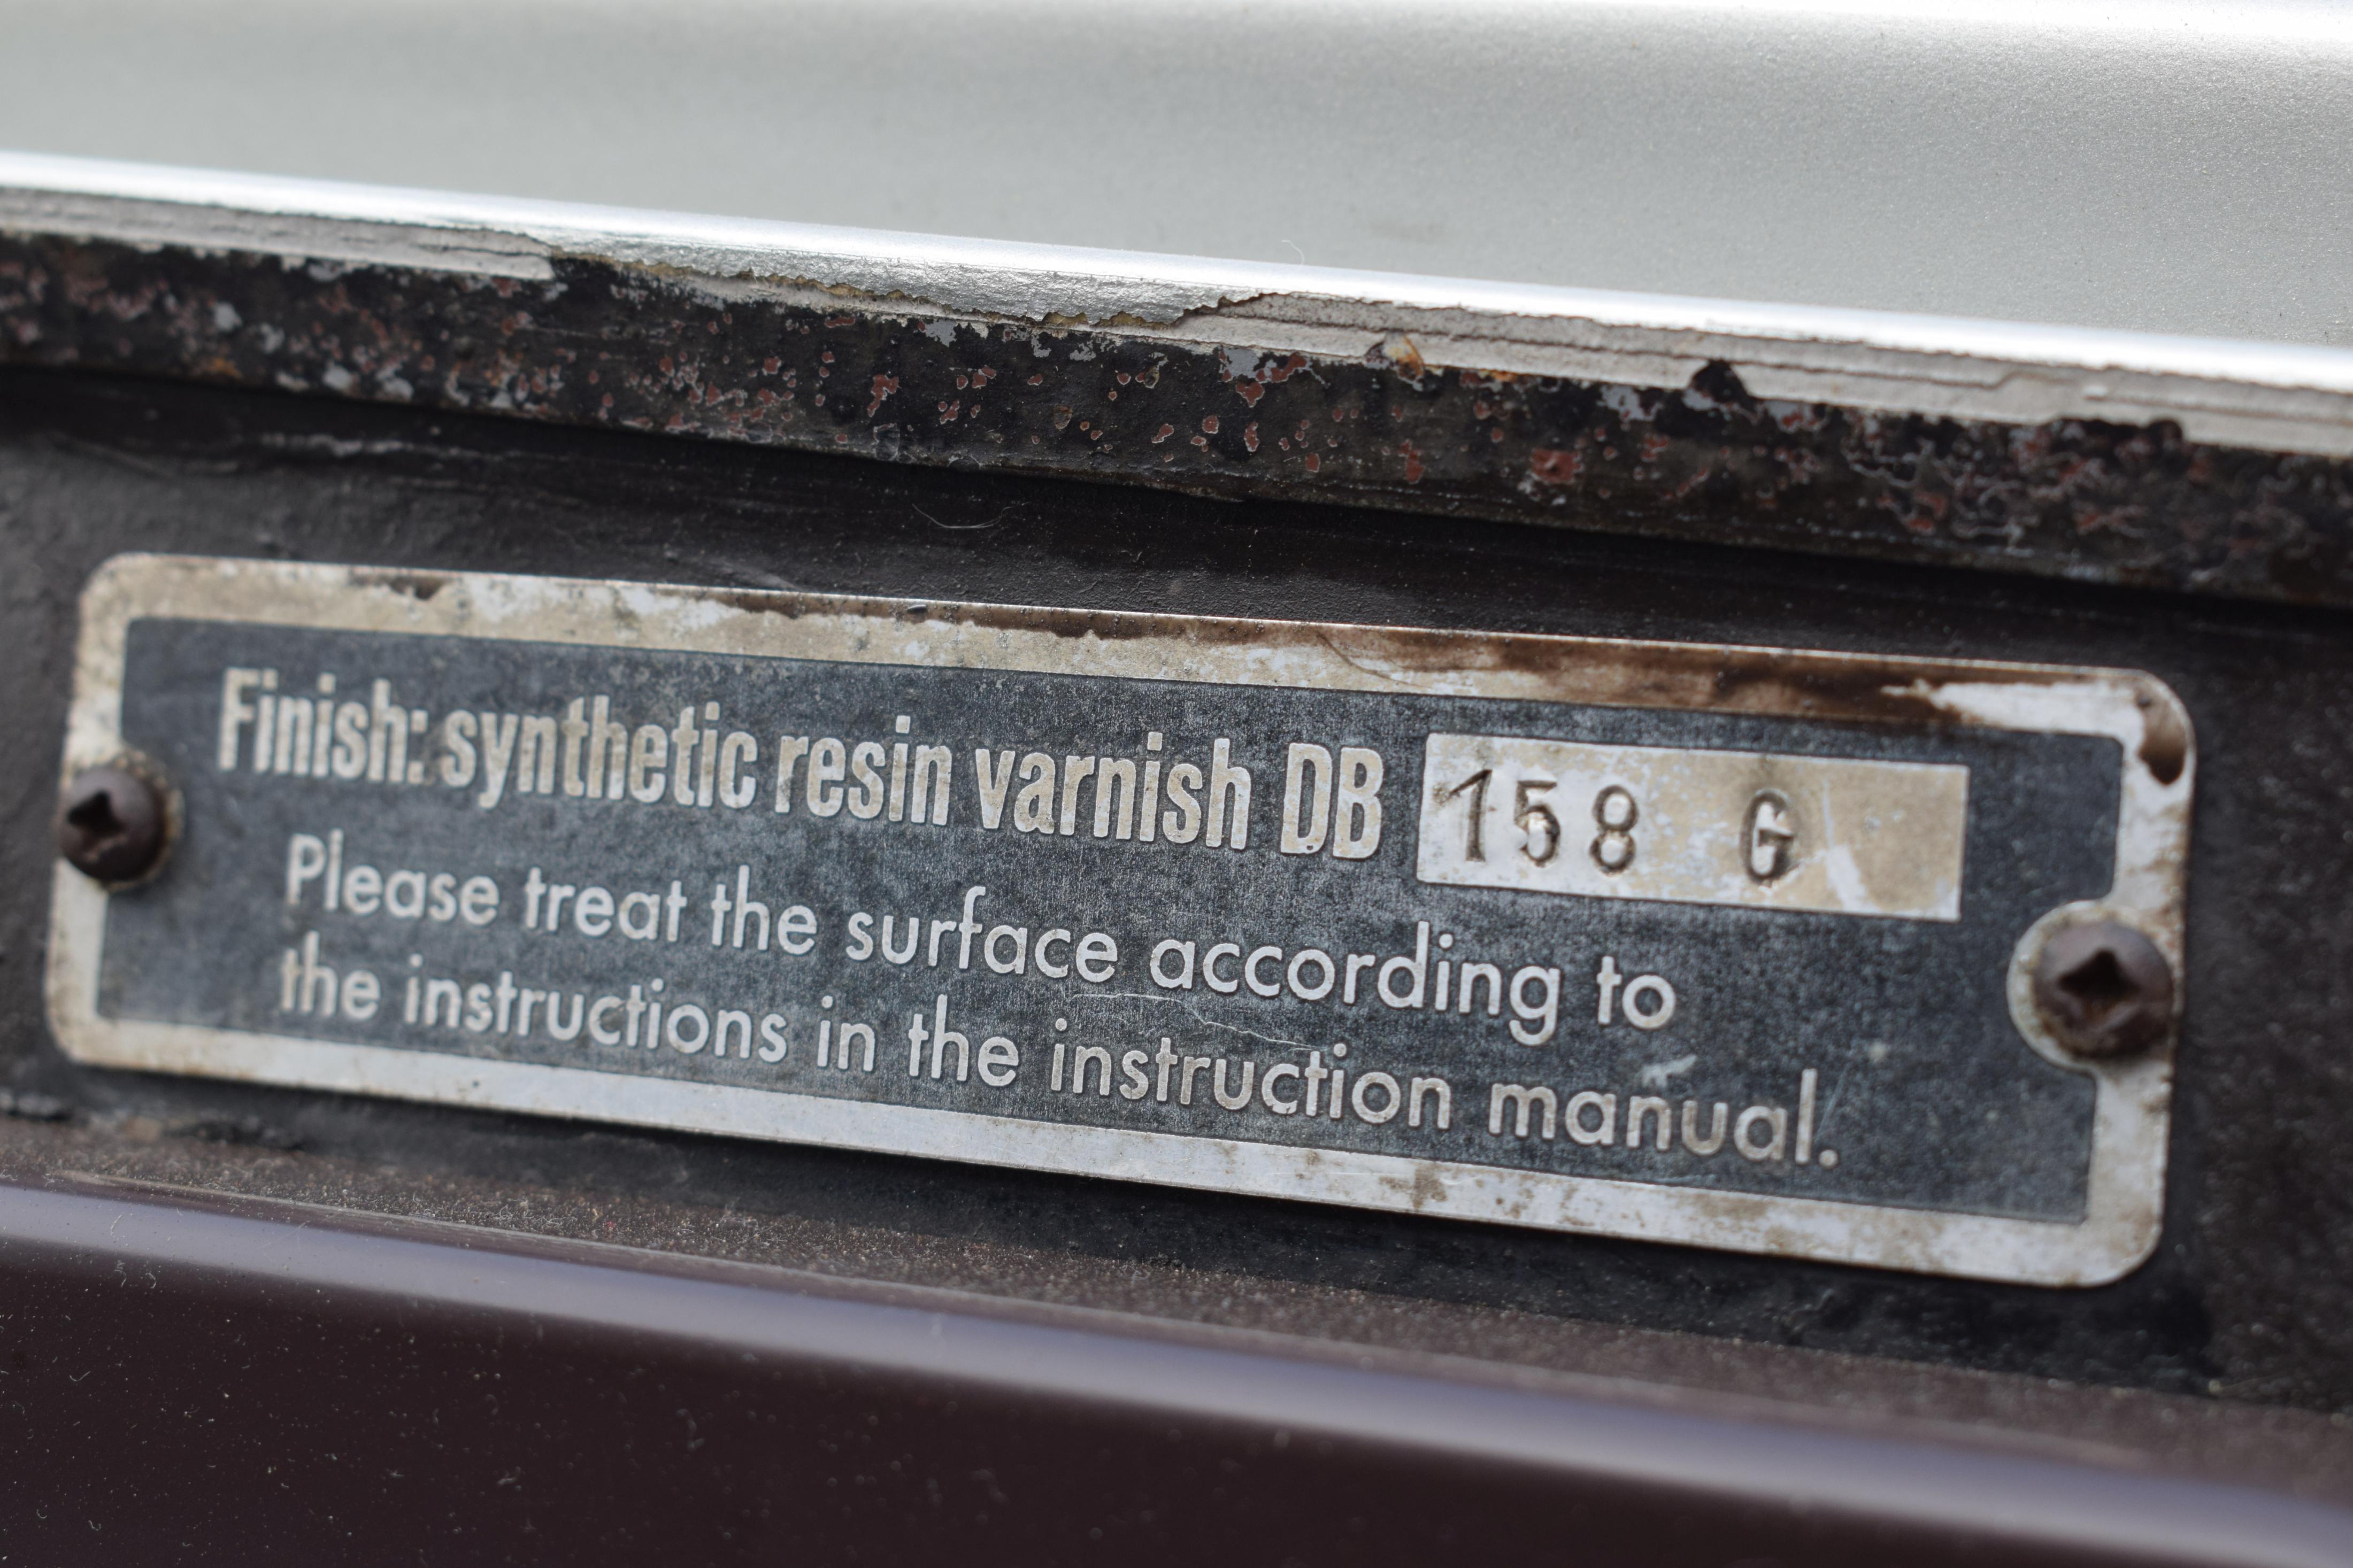 Finish: synthetic resin varnish DB 158 G
Please treat the surface according to
the instructions in the instruction manual.